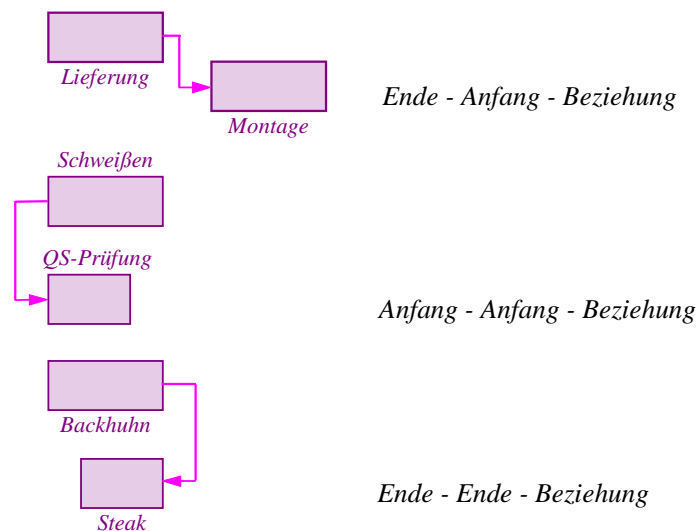 Lieferung
Montage
Ende - Anfang - Beziehung
Schweißen
QS-Prüfung
Anfang - Anfang - Beziehung
Backhuhn
Steak
Ende - Ende - Beziehung